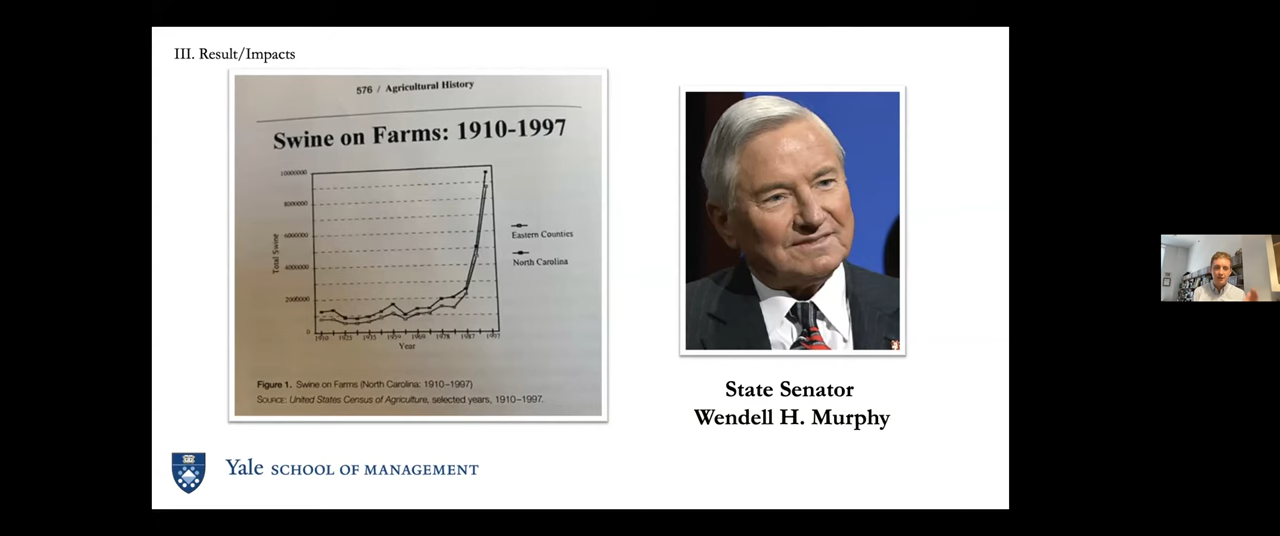 III. Result/Impacts
576 / Agricultural History
Swine on Farms: 1910-1997
10000000
8000000
6000000
4000000
2000000
0
Total Swine
1910
1987
1997
Year
Eastern Counties
North Carolina
Figure 1. Swine on Farms (North Carolina: 1910–1997)
SOURCE: United States Census of Agriculture, selected years, 1910–1997.
State Senator
Wendell H. Murphy
Yale SCHOOL OF MANAGEMENT